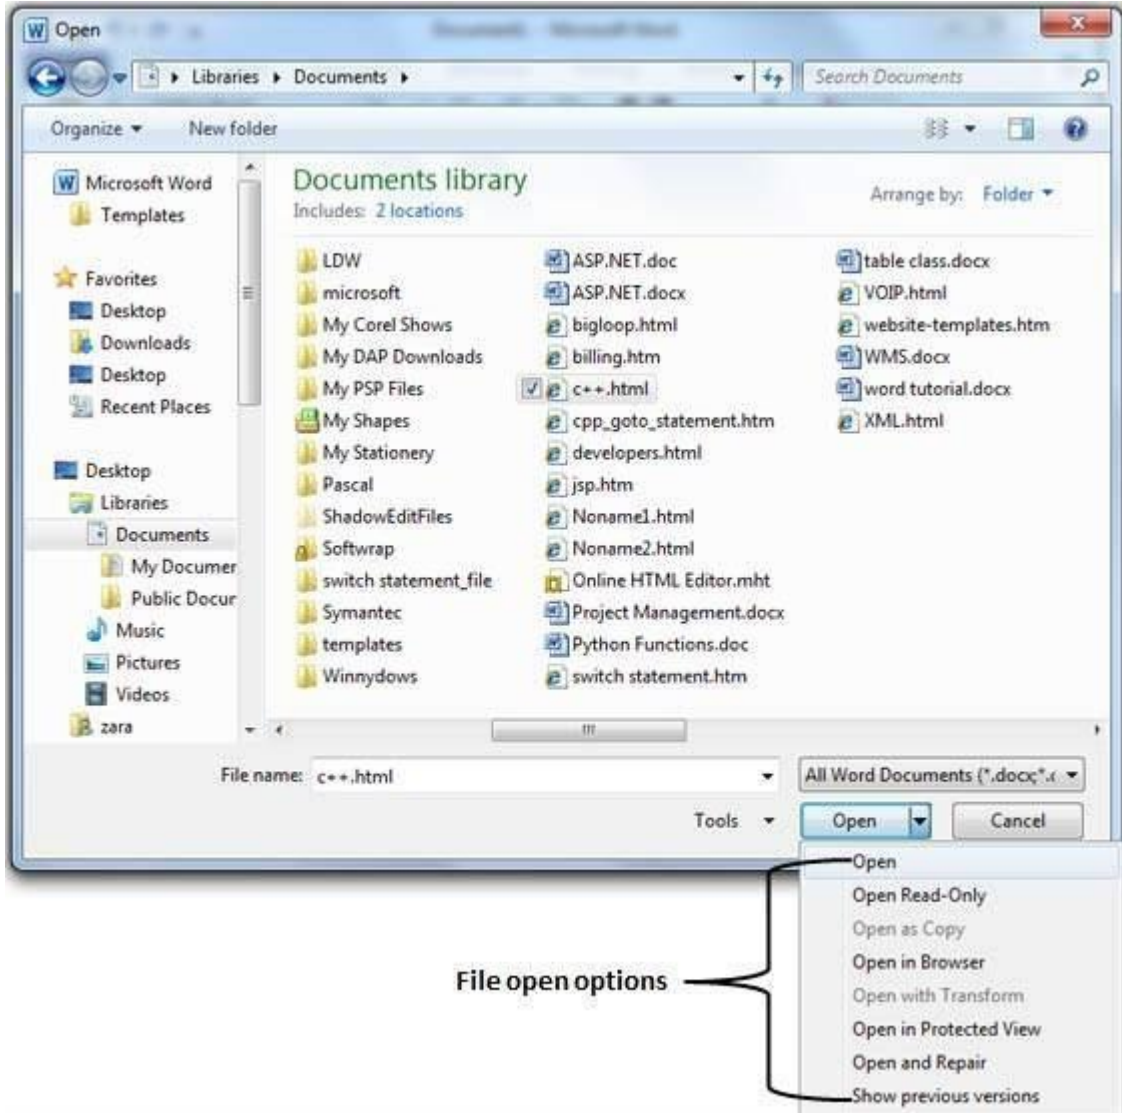 Open
Libraries Documents
Search Documents
Organize New folder
Microsoft Word
Templates
Favorites
Desktop
Downloads
Desktop
Recent Places
Desktop
Libraries
Documents
My Documer
Public Docur
Music
Pictures
Videos
zara
Documents library
Includes: 2 locations
Arrange by: Folder
LDW
microsoft
My Corel Shows
My DAP Downloads
My PSP Files
My Shapes
My Stationery
Pascal
ShadowEditFiles
Softwrap
switch statement_file
Symantec
templates
Winnydows
ASP.NET.doc
ASP.NET.docx
bigloop.html
billing.htm
c++.html
cpp_goto_statement.htm
developers.html
jsp.htm
Noname1.html
Noname2.html
Online HTML Editor.mht
Project Management.docx
Python Functions.doc
switch statement.htm
table class.docx
VOIP.html
website-templates.htm
WMS.docx
word tutorial.docx
XML.html
File name: c++.html
All Word Documents (*.docx;*.c
Tools Open Cancel
Open
Open Read-Only
Open as Copy
Open in Browser
Open with Transform
Open in Protected View
Open and Repair
Show previous versions
File open options